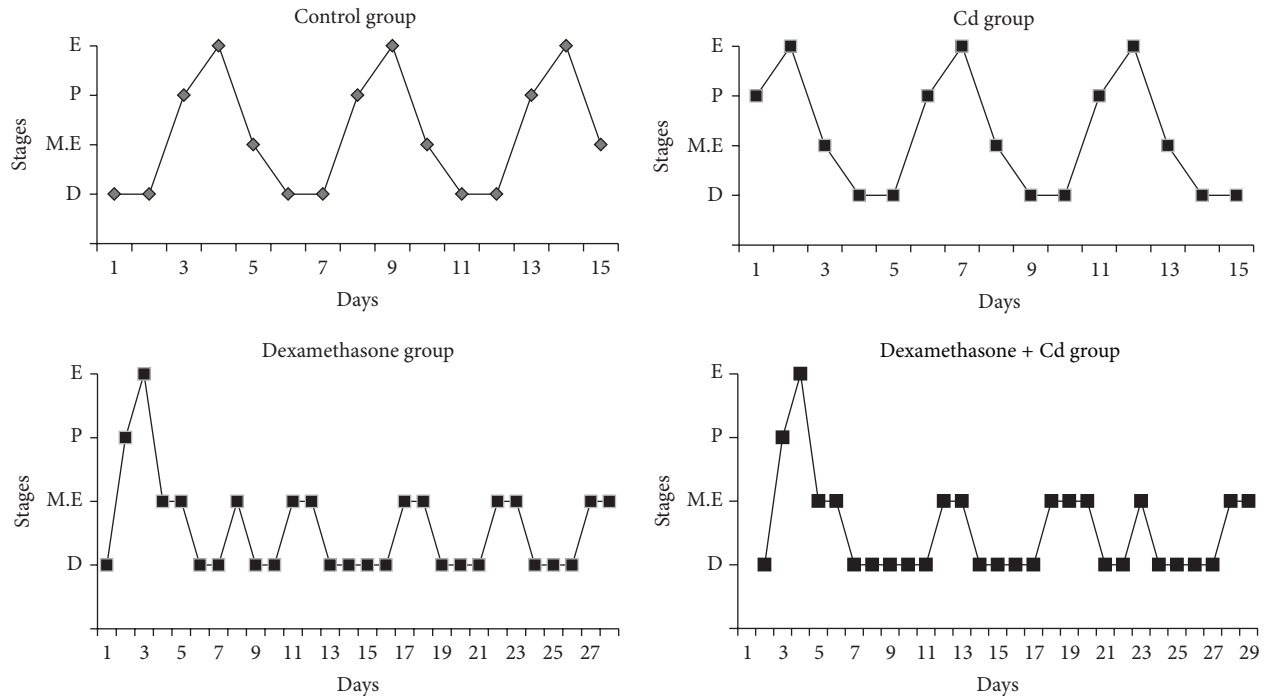 Control group
E
P
M.E
D
Stages
1 3 5 7 9 11 13 15
Days
Cd group
E
P
M.E
D
Stages
1 3 5 7 9 11 13 15
Days
Dexamethasone group
E
P
M.E
D
Stages
1 3 5 7 9 11 13 15 17 19 21 23 25 27
Days
Dexamethasone + Cd group
E
P
M.E
D
Stages
1 3 5 7 9 11 13 15 17 19 21 23 25 27 29
Days